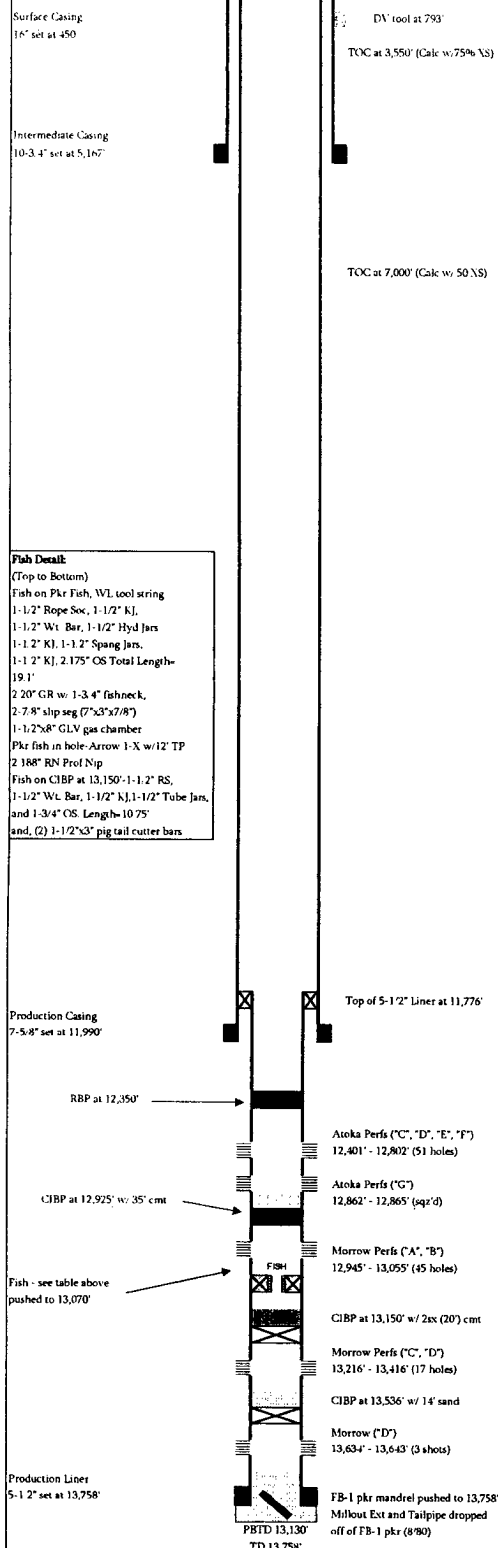 Surface Casing
16" set at 450
DV tool at 793'
TOC at 3,550' (Calc w/75% XS)
Intermediate Casing
10-3/4" set at 5,167'
TOC at 7,000' (Calc w/ 50 XS)
Fish Detail:
(Top to Bottom)
Fish on Pkr Fish, WL tool string
1-1/2" Rope Soc, 1-1/2" KJ,
1-1/2" Wt. Bar, 1-1/2" Hyd Jars
1-1/2" KJ, 1-1/2" Spang Jars,
1-1/2" KJ, 2.175" OS Total Length=
19.1'
2.20" GR w/ 1-3/4" fishneck,
2-7/8" slip seg (7"x3"x7/8")
1-1/2"x8" GLV gas chamber
Pkr fish in hole-Arrow 1-X w/12' TP
2.188" RN Prof Nip
Fish on CIBP at 13,150'-1-1/2" RS,
1-1/2" Wt. Bar, 1-1/2" KJ,1-1/2" Tube Jars,
and 1-3/4" OS. Length=10.75'
and, (2) 1-1/2"x3" pig tail cutter bars
Top of 5-1/2" Liner at 11,776'
Production Casing
7-5/8" set at 11,990'
RBP at 12,350'
Atoka Perfs ("C", "D", "E", "F")
12,401' - 12,802' (51 holes)
Atoka Perfs ("G")
12,862' - 12,865' (sqz'd)
CIBP at 12,925' w/ 35' cmt
Morrow Perfs ("A", "B")
12,945' - 13,055' (45 holes)
FISH
Fish - see table above
pushed to 13,070'
CIBP at 13,150' w/ 2sx (20') cmt
Morrow Perfs ("C", "D")
13,216' - 13,416' (17 holes)
CIBP at 13,536' w/ 14' sand
Morrow ("D")
13,634' - 13,643' (3 shots)
Production Liner
5-1/2" set at 13,758'
FB-1 pkr mandrel pushed to 13,758'
Millout Ext and Tailpipe dropped
off of FB-1 pkr (8/80)
PBTD 13,130'
TD 13,758'